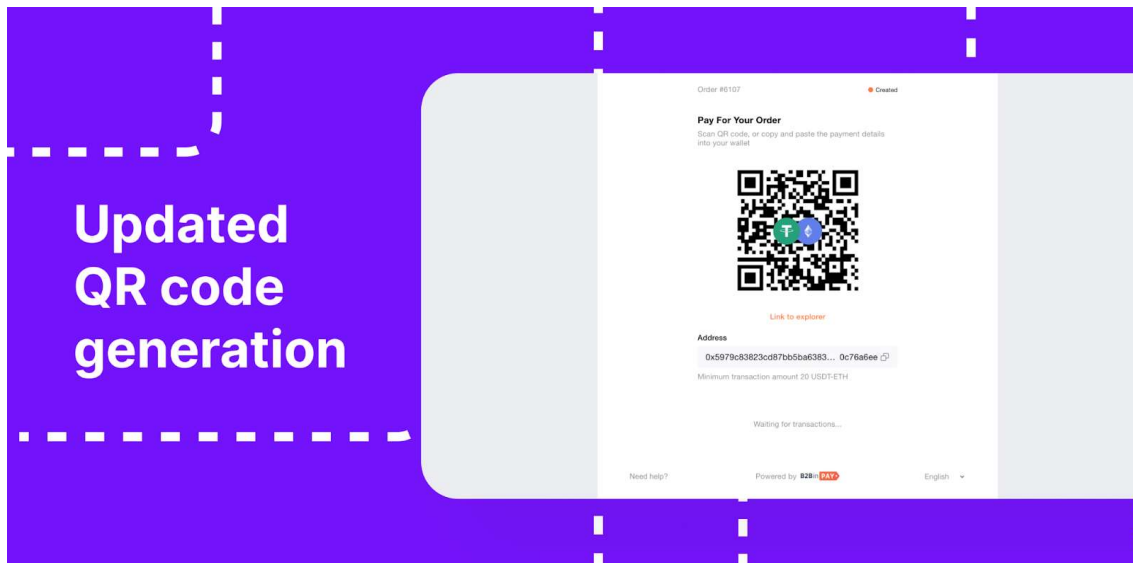 Updated
QR code
generation
Order #6107
Created
Pay For Your Order
Scan QR code, or copy and paste the payment details
into your wallet
Link to explorer
Address
0x5979c83823cd87bb5ba6383... 0c76a6ee
Minimum transaction amount 20 USDT-ETH
Waiting for transactions...
Need help?
Powered by B2BinPAY
English